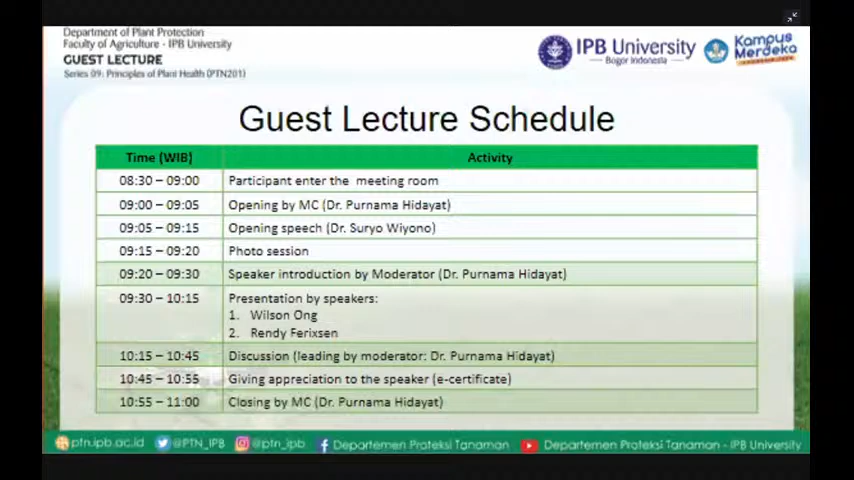 Department of Plant Protection
Faculty of Agriculture - IPB University
GUEST LECTURE
Series 09: Principles of Plant Health (PTN201)
IPB University
Bogor Indonesia
Kampus
Merdeka
Guest Lecture Schedule
Time (WIB) Activity
08:30 – 09:00 Participant enter the meeting room
09:00 – 09:05 Opening by MC (Dr. Purnama Hidayat)
09:05 – 09:15 Opening speech (Dr. Suryo Wiyono)
09:15 – 09:20 Photo session
09:20 – 09:30 Speaker introduction by Moderator (Dr. Purnama Hidayat)
09:30 – 10:15 Presentation by speakers:
1. Wilson Ong
2. Rendy Ferixsen
10:15 – 10:45 Discussion (leading by moderator: Dr. Purnama Hidayat)
10:45 – 10:55 Giving appreciation to the speaker (e-certificate)
10:55 – 11:00 Closing by MC (Dr. Purnama Hidayat)
ptn.ipb.ac.id @PTN_IPB @ptn_ipb Departemen Proteksi Tanaman Departemen Proteksi Tanaman - IPB University